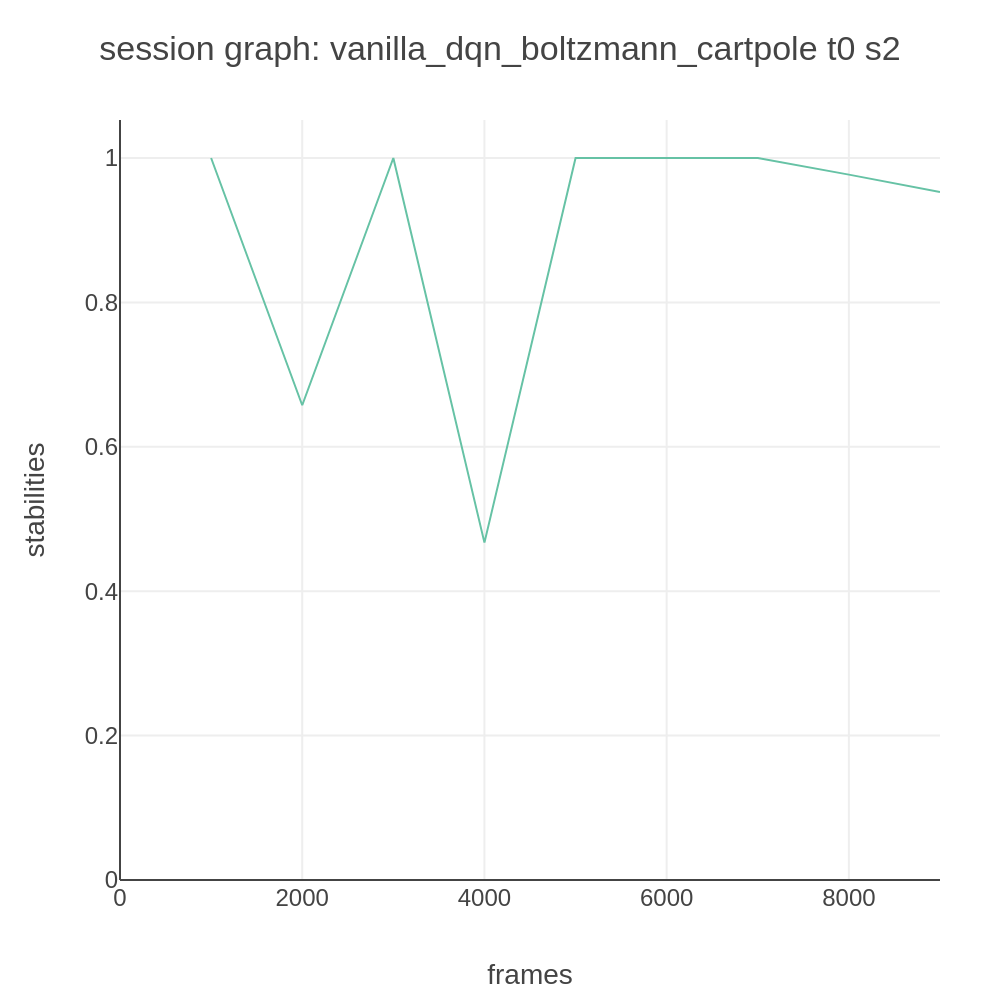 session graph: vanilla_dqn_boltzmann_cartpole t0 s2
stabilities
1
0.8
0.6
0.4
0.2
0
0 2000 4000 6000 8000
frames